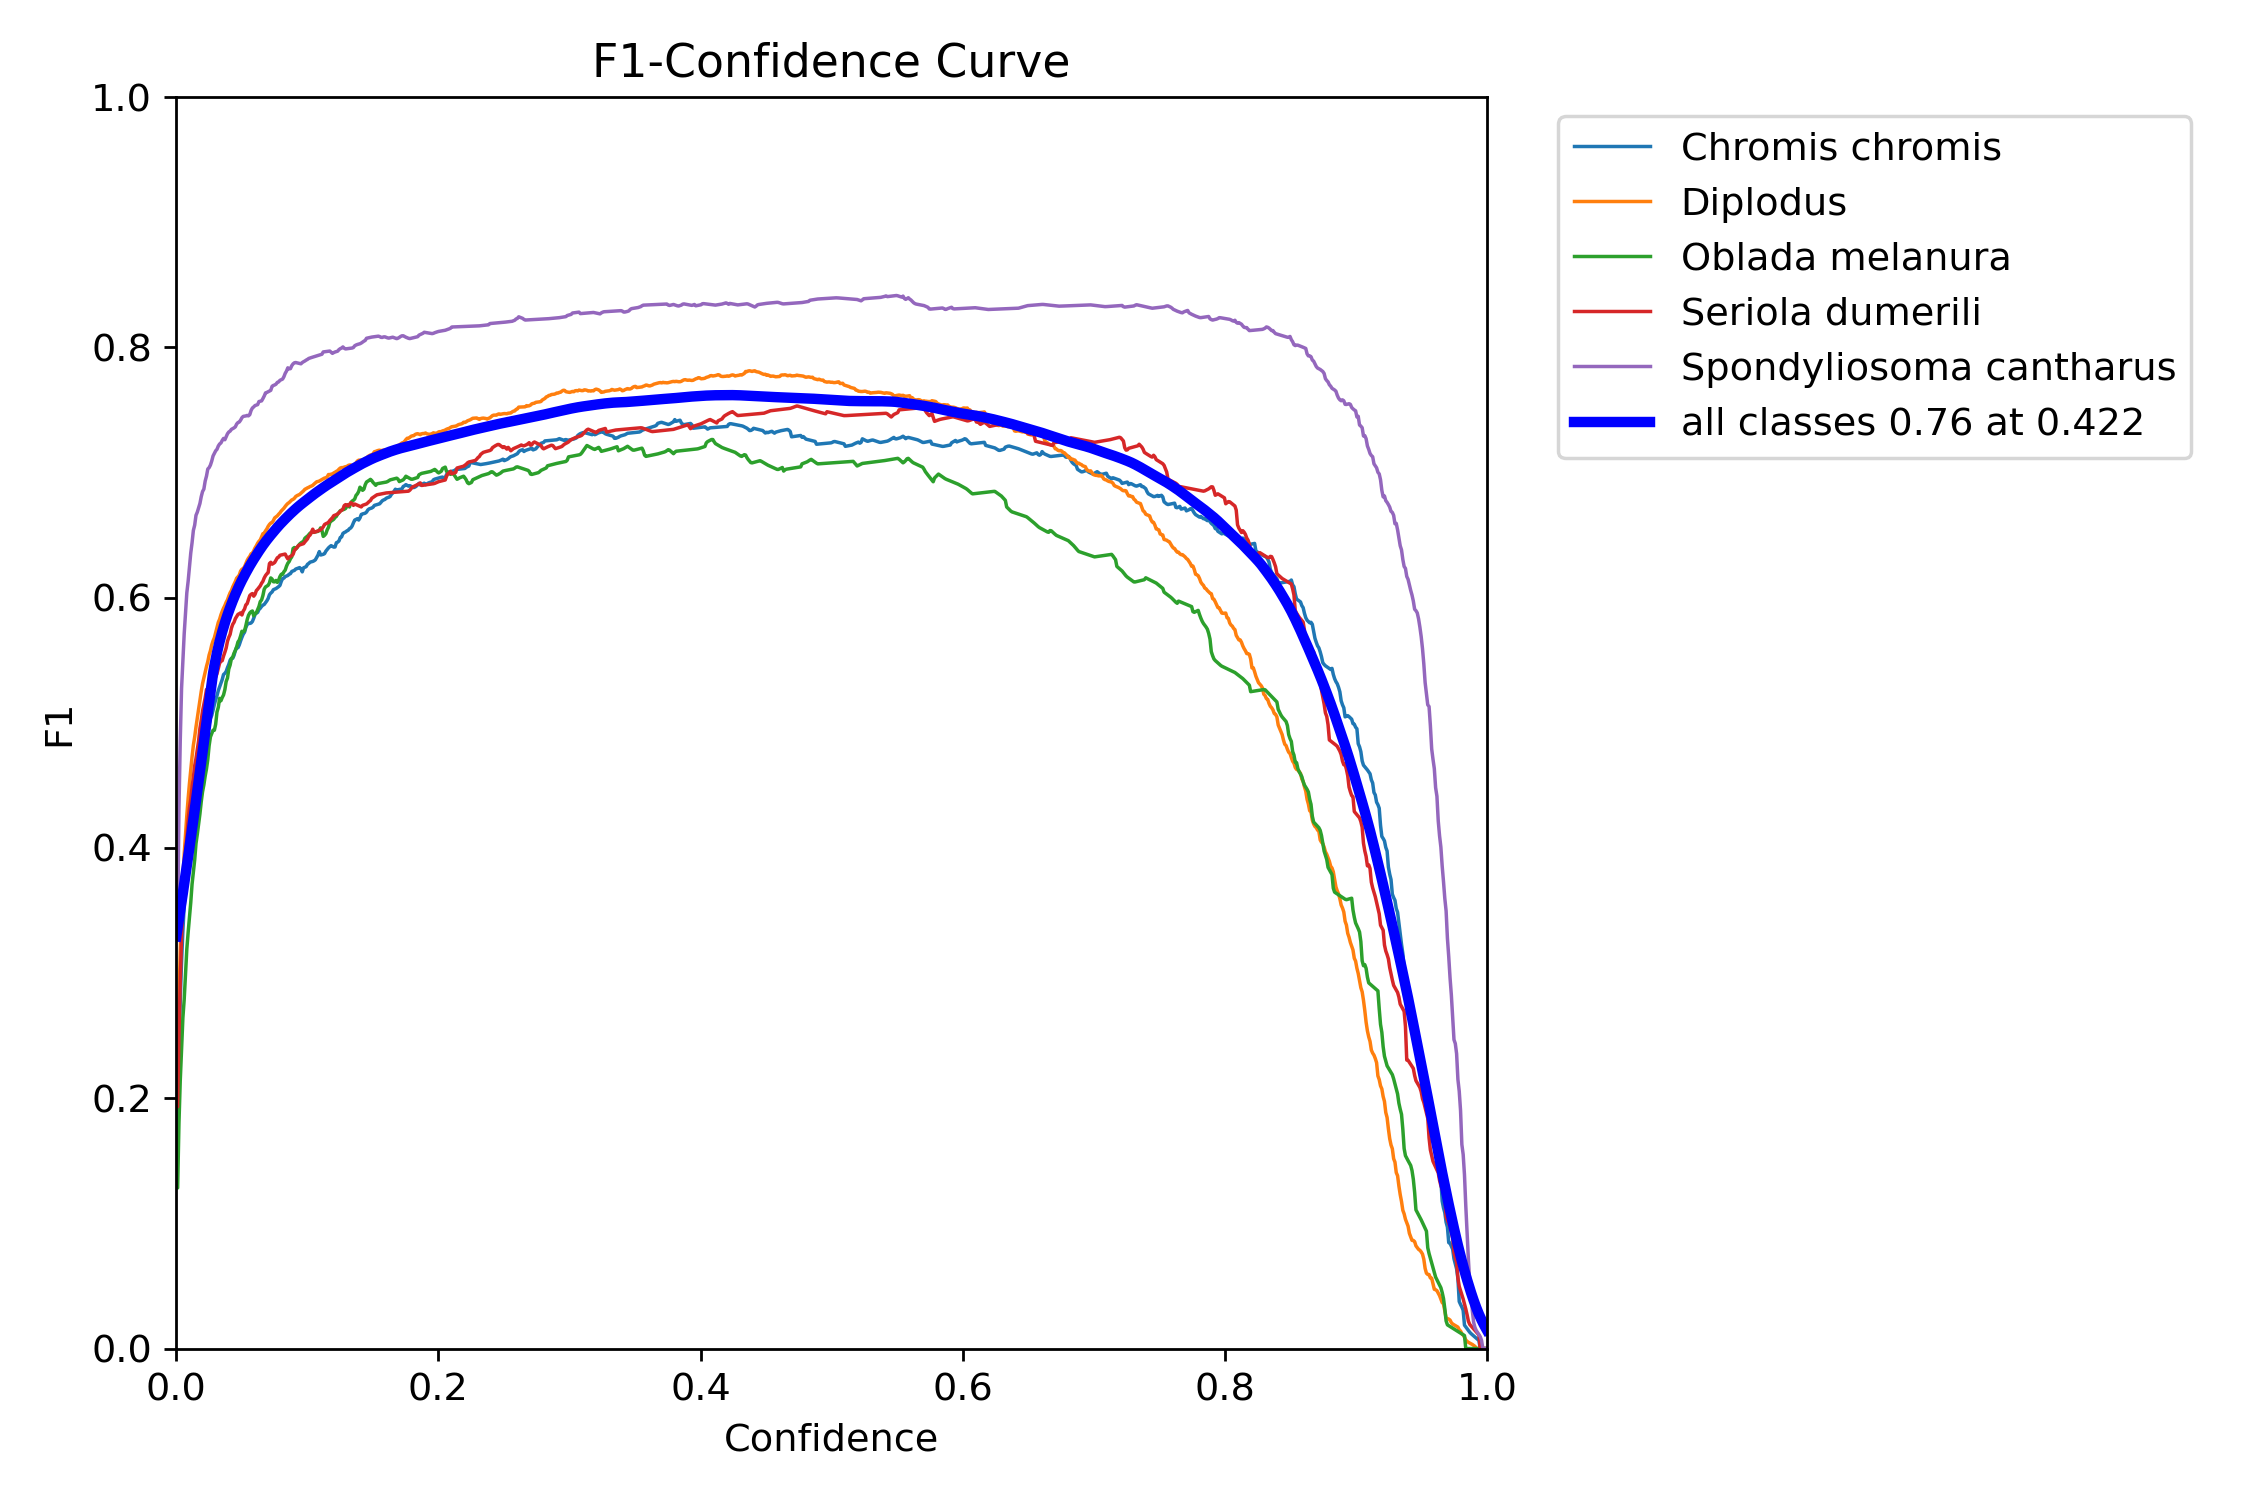 F1-Confidence Curve
1.0
0.8
0.6
0.4
0.2
0.0
F1
0.0 0.2 0.4 0.6 0.8 1.0
Confidence
Chromis chromis
Diplodus
Oblada melanura
Seriola dumerili
Spondyliosoma cantharus
all classes 0.76 at 0.422